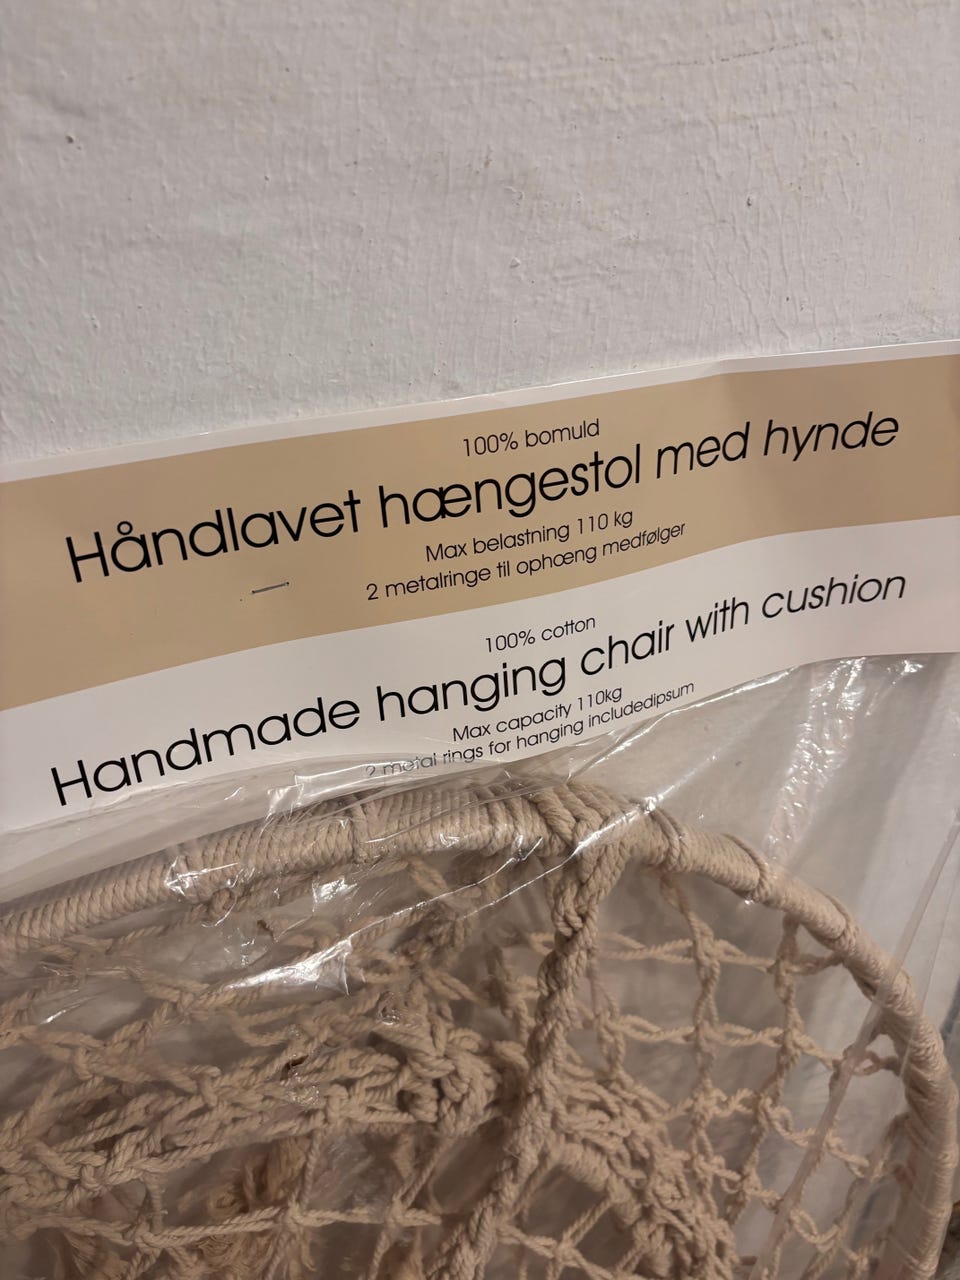 100% bomuld
Håndlavet hængestol med hynde
Max belastning 110 kg
2 metalringe til ophæng medfølger
100% cotton
Handmade hanging chair with cushion
Max capacity 110kg
2 metal rings for hanging includedipsum